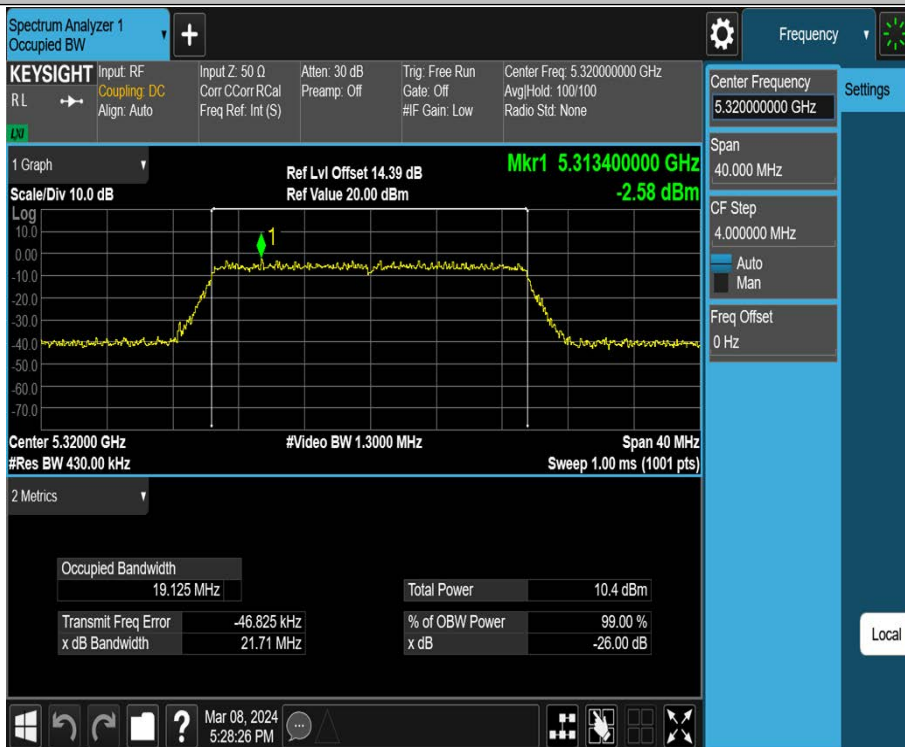 Spectrum Analyzer 1
Occupied BW
+
Frequency
KEYSIGHT
RL
LXI
Input: RF
Coupling: DC
Align: Auto
Input Z: 50 Ω
Corr CCorr RCal
Freq Ref: Int (S)
Atten: 30 dB
Preamp: Off
Trig: Free Run
Gate: Off
#IF Gain: Low
Center Freq: 5.320000000 GHz
Avg|Hold: 100/100
Radio Std: None
Center Frequency
5.320000000 GHz
Settings
Span
40.000 MHz
CF Step
4.000000 MHz
Auto
Man
Freq Offset
0 Hz
1 Graph
Scale/Div 10.0 dB
Ref Lvl Offset 14.39 dB
Ref Value 20.00 dBm
Mkr1 5.313400000 GHz
-2.58 dBm
Log
10.0
0.00
-10.0
-20.0
-30.0
-40.0
-50.0
-60.0
-70.0
1
Center 5.32000 GHz
#Video BW 1.3000 MHz
Span 40 MHz
#Res BW 430.00 kHz
Sweep 1.00 ms (1001 pts)
2 Metrics
Occupied Bandwidth
19.125 MHz
Total Power 10.4 dBm
Transmit Freq Error -46.825 kHz
% of OBW Power 99.00 %
x dB Bandwidth 21.71 MHz
x dB -26.00 dB
Local
?
Mar 08, 2024
5:28:26 PM